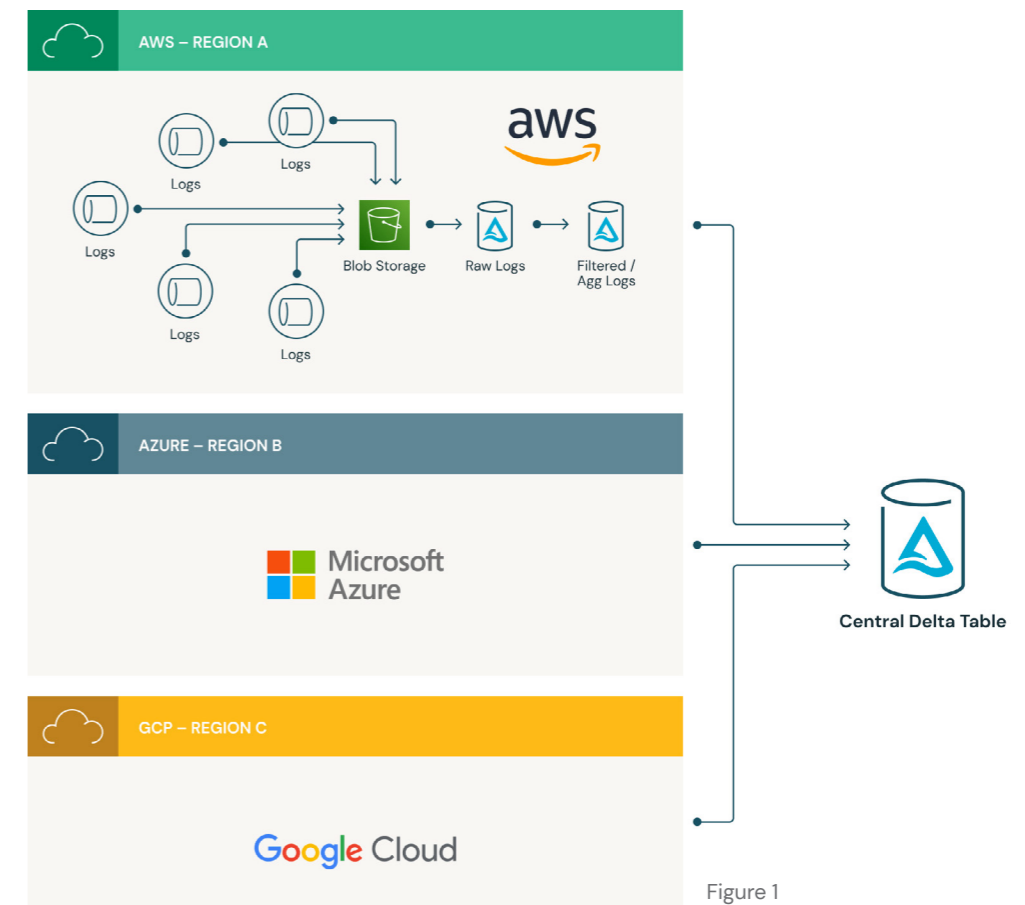 AWS – REGION A
aws
Logs
Logs
Logs
Logs
Logs
Blob Storage
Raw Logs
Filtered /
Agg Logs
AZURE – REGION B
Microsoft
Azure
Central Delta Table
GCP – REGION C
Google Cloud
Figure 1